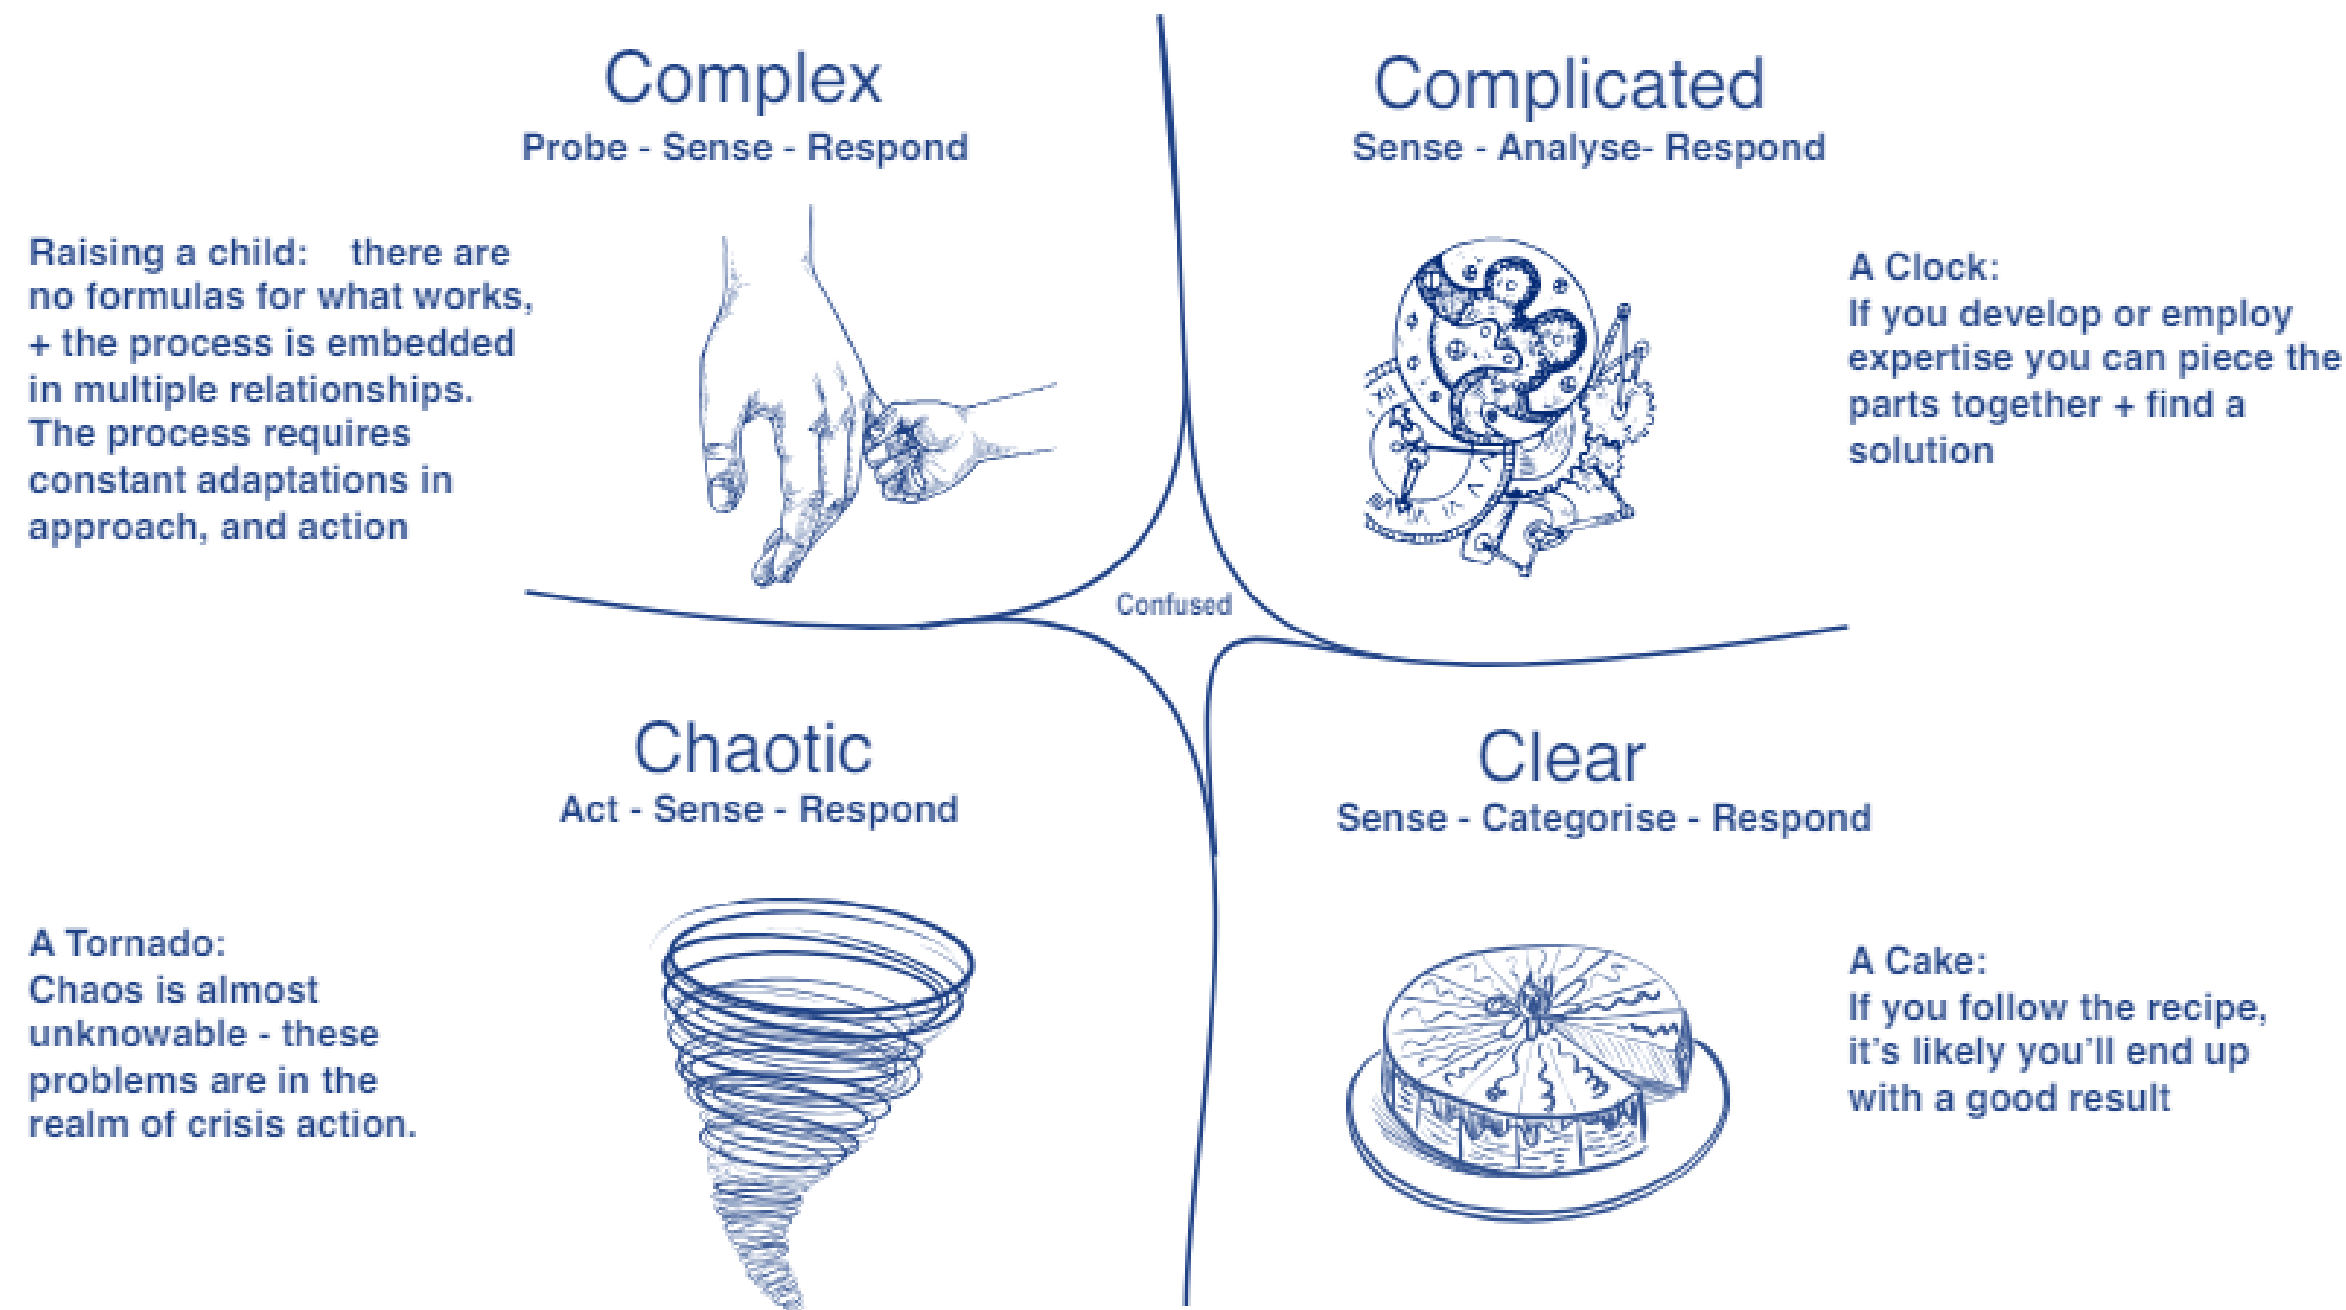 Complex
Probe - Sense - Respond
Raising a child: there are
no formulas for what works,
+ the process is embedded
in multiple relationships.
The process requires
constant adaptations in
approach, and action
Complicated
Sense - Analyse- Respond
A Clock:
If you develop or employ
expertise you can piece the
parts together + find a
solution
Confused
Chaotic
Act - Sense - Respond
A Tornado:
Chaos is almost
unknowable - these
problems are in the
realm of crisis action.
Clear
Sense - Categorise - Respond
A Cake:
If you follow the recipe,
it's likely you'll end up
with a good result